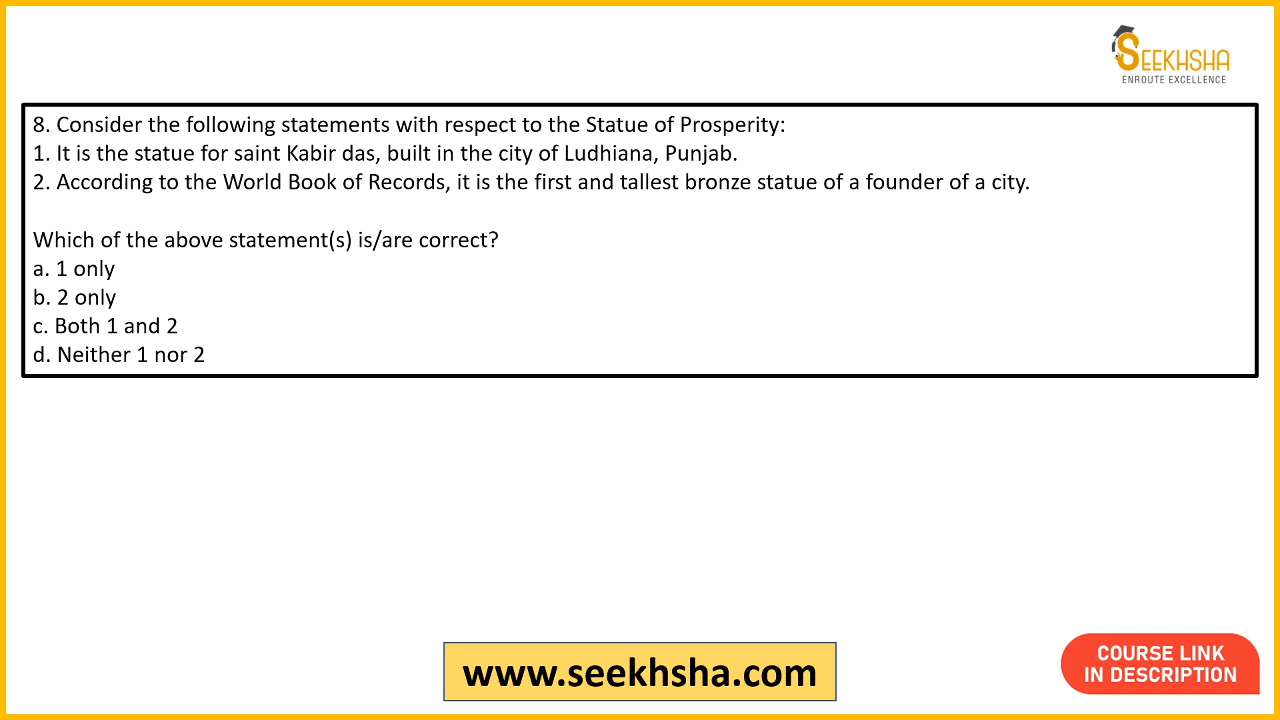 SEEKHSHA
ENROUTE EXCELLENCE
8. Consider the following statements with respect to the Statue of Prosperity:
1. It is the statue for saint Kabir das, built in the city of Ludhiana, Punjab.
2. According to the World Book of Records, it is the first and tallest bronze statue of a founder of a city.
Which of the above statement(s) is/are correct?
a. 1 only
b. 2 only
c. Both 1 and 2
d. Neither 1 nor 2
www.seekhsha.com
COURSE LINK
IN DESCRIPTION